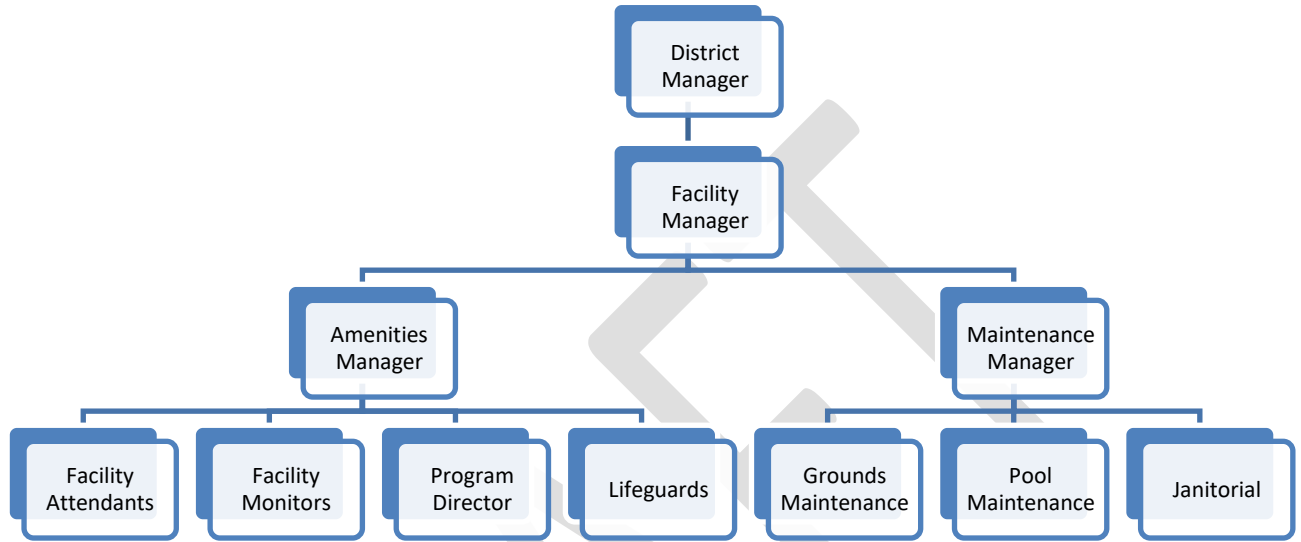 District
Manager
Facility
Manager
Amenities
Manager
Maintenance
Manager
Facility
Attendants
Facility
Monitors
Program
Director
Lifeguards
Grounds
Maintenance
Pool
Maintenance
Janitorial